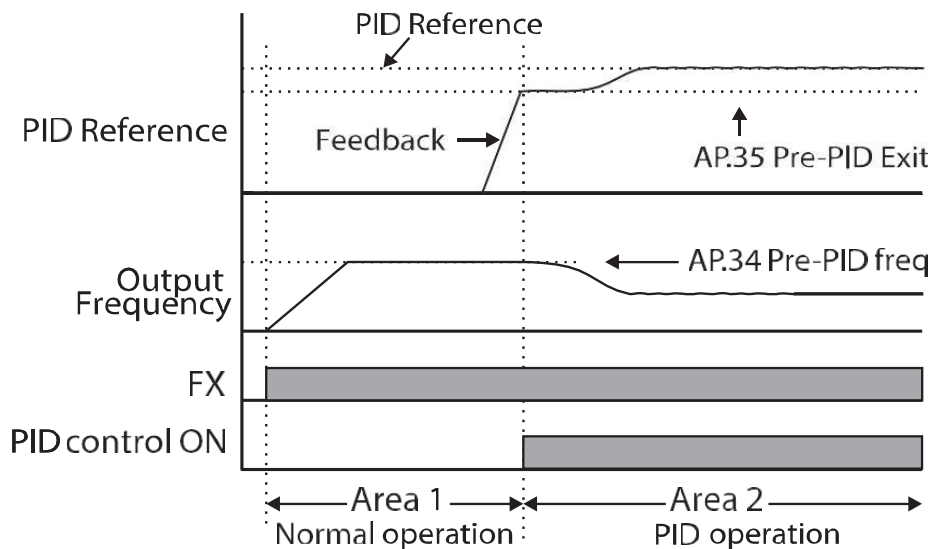 PID Reference
PID Reference
Feedback
AP.35 Pre-PID Exit
Output
Frequency
AP.34 Pre-PID freq
FX
PID control ON
Area 1
Normal operation
Area 2
PID operation